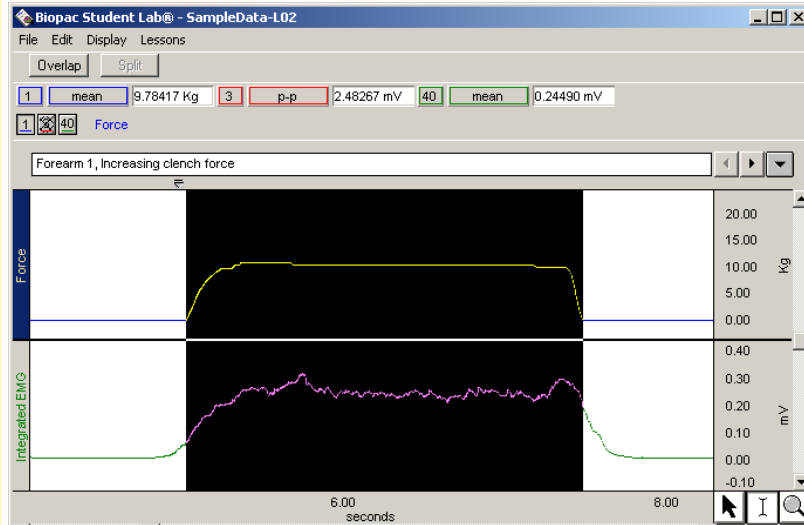 Biopac Student Lab® - SampleData-L02
File Edit Display Lessons
Overlap Split
1 mean 9.78417 Kg 3 p-p 2.48267 mV 40 mean 0.24490 mV
1 3 40 Force
Forearm 1, Increasing clench force
Force
20.00
15.00
10.00
5.00
0.00
Kg
Integrated EMG
0.40
0.30
0.20
0.10
0.00
-0.10
mV
6.00 8.00
seconds